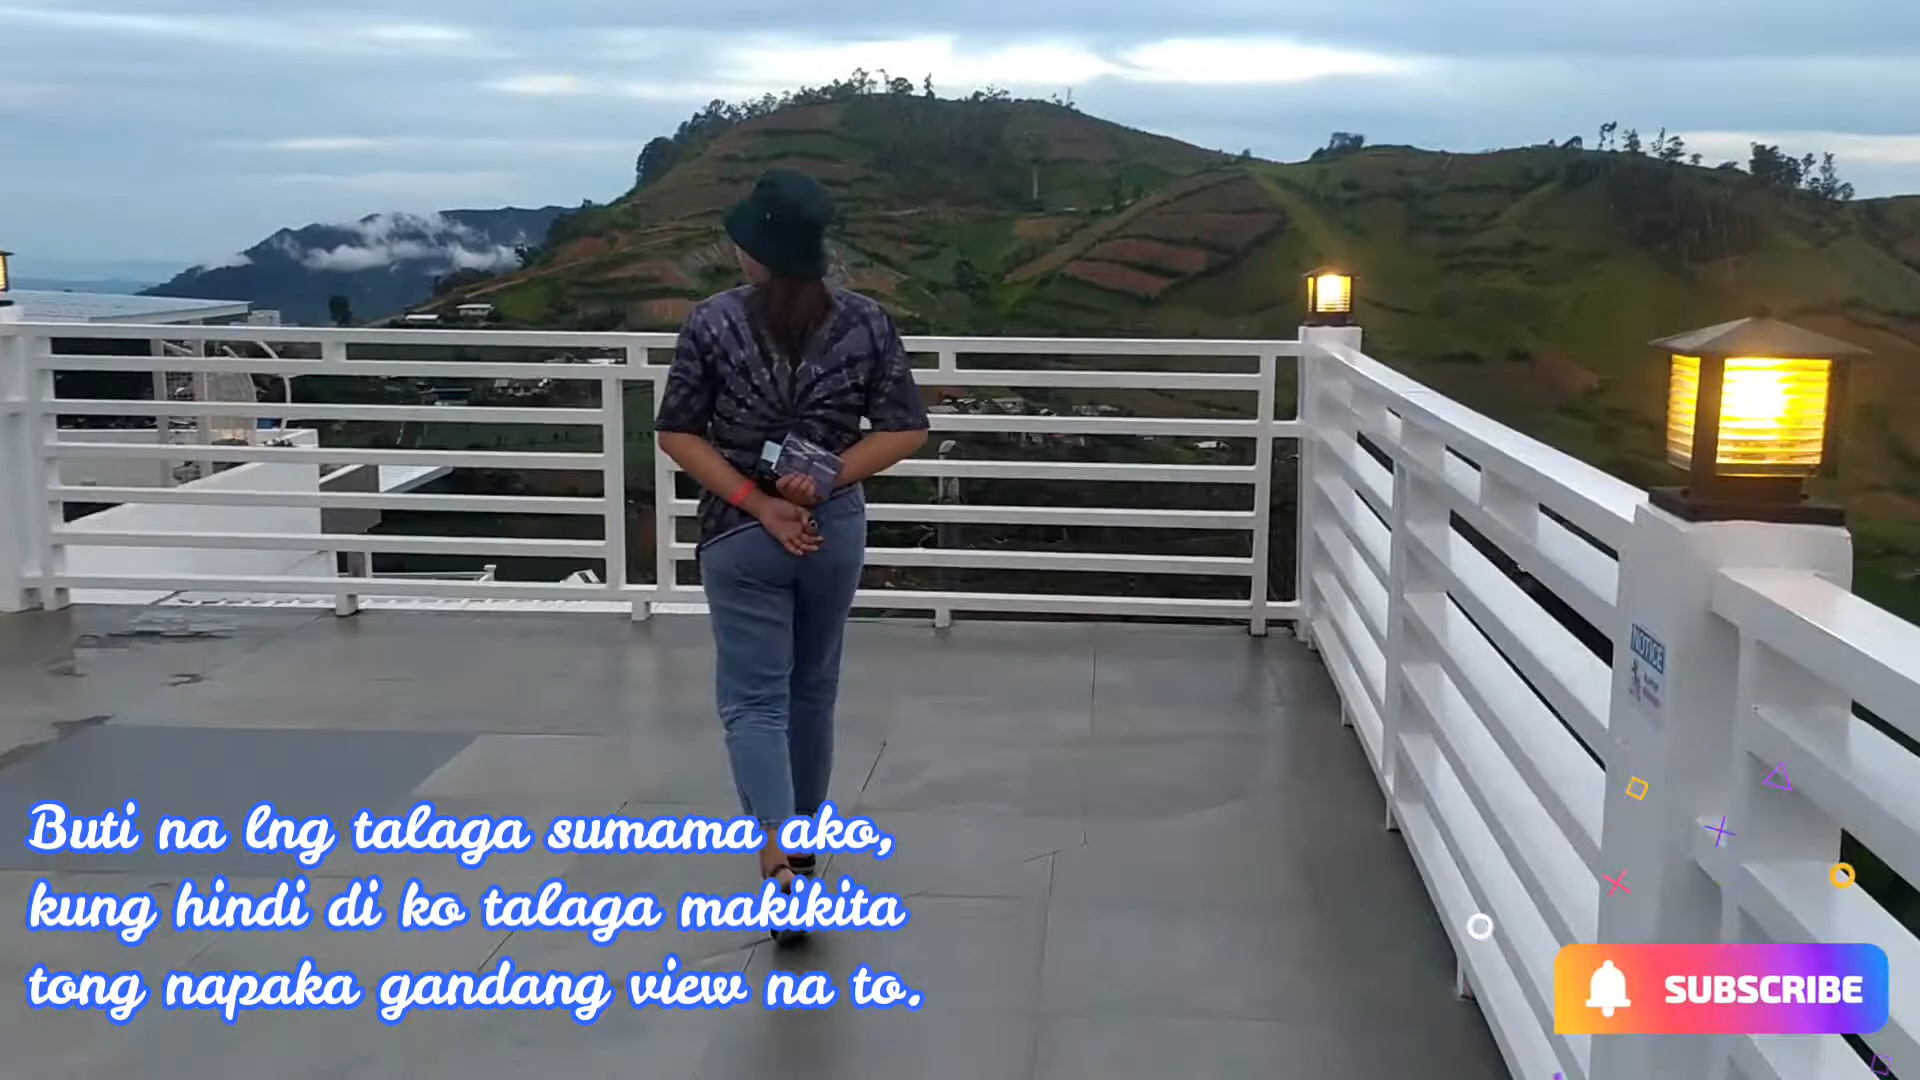 Buti na lng talaga sumama ako,
kung hindi di ko talaga makikita
tong napaka gandang view na to.
NOTICE
SUBSCRIBE